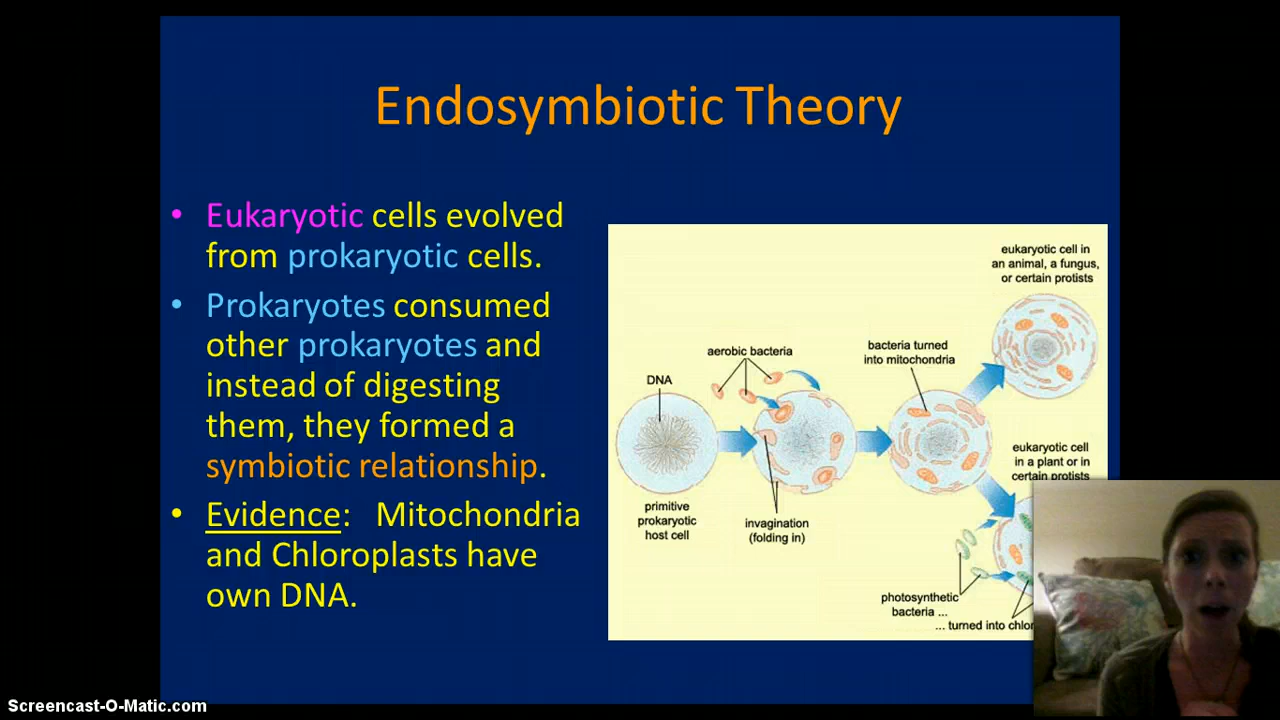 Endosymbiotic Theory
• Eukaryotic cells evolved
from prokaryotic cells.
• Prokaryotes consumed
other prokaryotes and
instead of digesting
them, they formed a
symbiotic relationship.
• Evidence: Mitochondria
and Chloroplasts have
own DNA.
DNA
primitive
prokaryotic
host cell
aerobic bacteria
invagination
(folding in)
bacteria turned
into mitochondria
eukaryotic cell in
an animal, a fungus,
or certain protists
eukaryotic cell
in a plant or in
certain protists
photosynthetic
bacteria ...
... turned into
Screencast-O-Matic.com